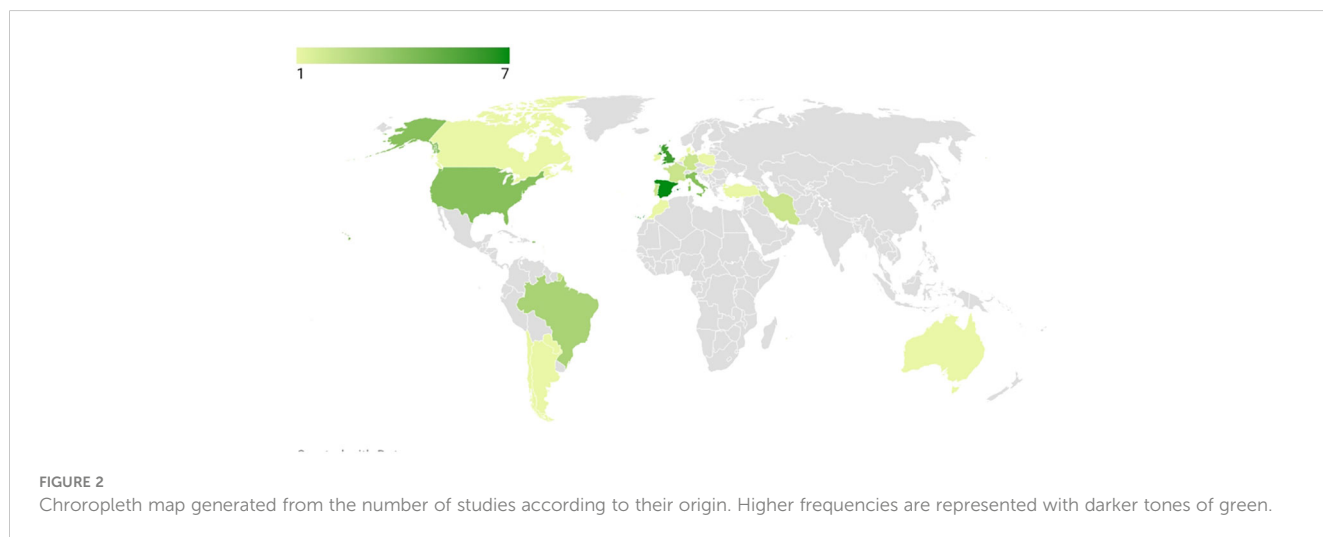 1 7
FIGURE 2
Chroropleth map generated from the number of studies according to their origin. Higher frequencies are represented with darker tones of green.